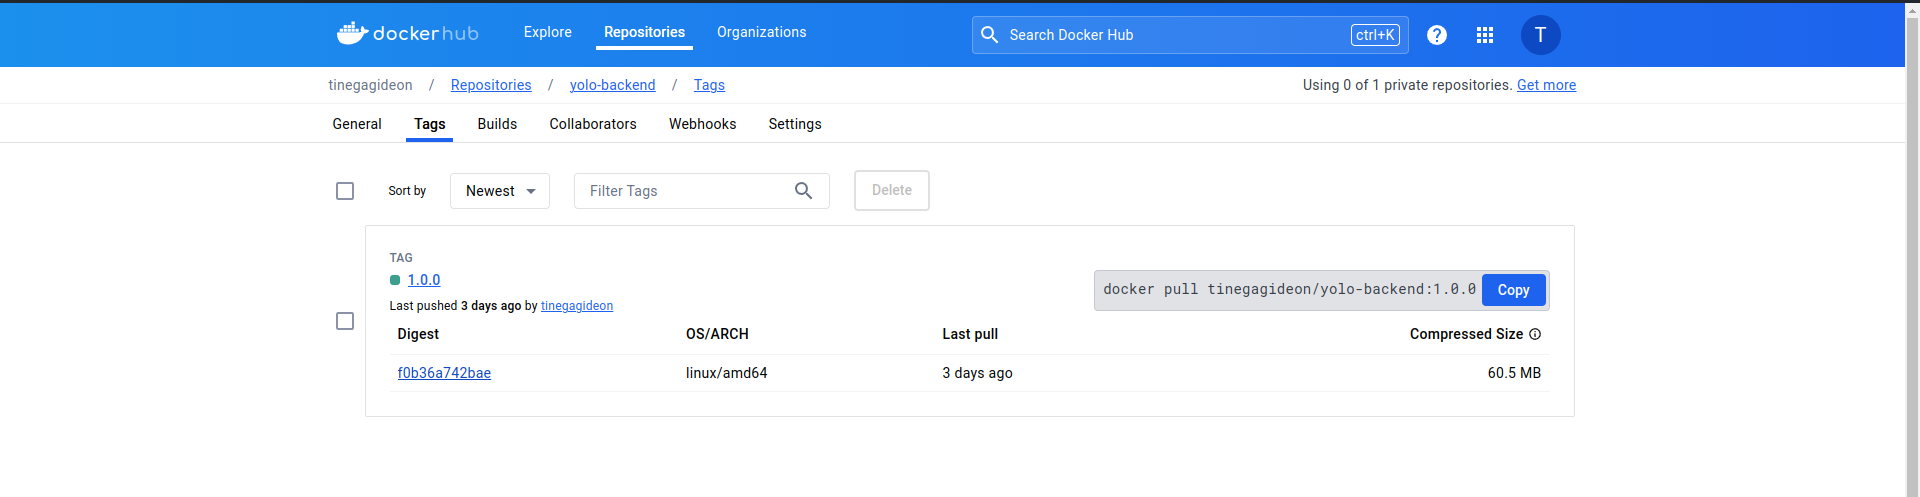 dockerhub Explore Repositories Organizations Search Docker Hub ctrl+K ? T
tinegagideon / Repositories / yolo-backend / Tags Using 0 of 1 private repositories. Get more
General Tags Builds Collaborators Webhooks Settings
Sort by Newest Filter Tags Delete
TAG
1.0.0
docker pull tinegagideon/yolo-backend:1.0.0 Copy
Last pushed 3 days ago by tinegagideon
Digest OS/ARCH Last pull Compressed Size
f0b36a742bae linux/amd64 3 days ago 60.5 MB